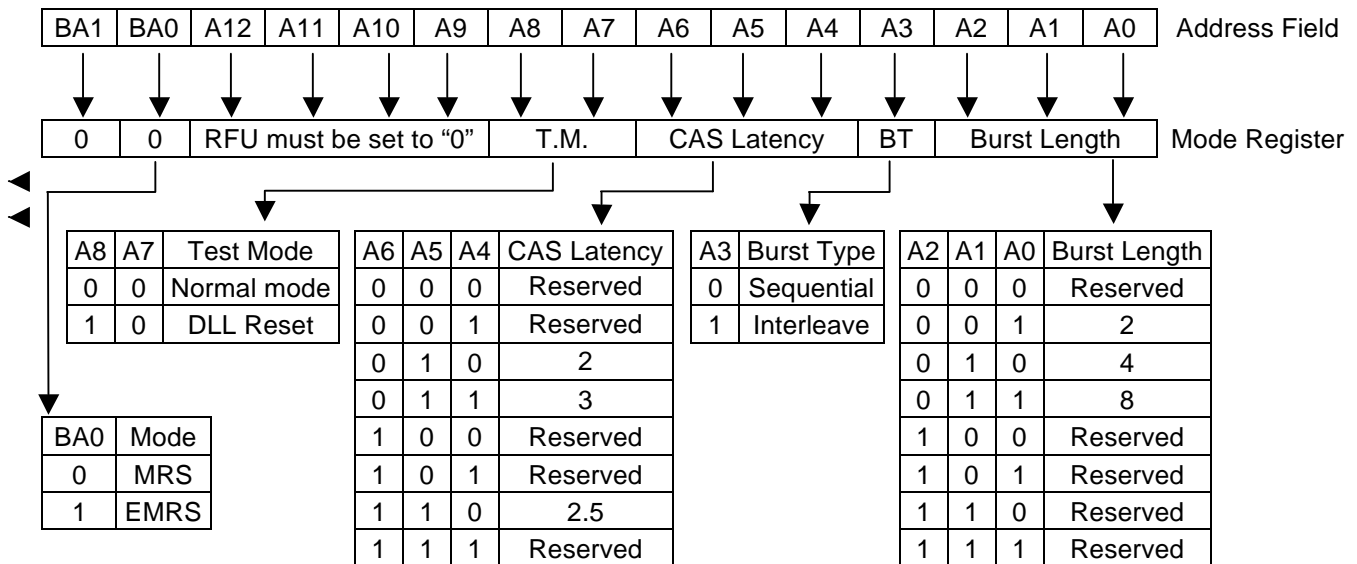 BA1 BA0 A12 A11 A10 A9 A8 A7 A6 A5 A4 A3 A2 A1 A0 Address Field
0 0 RFU must be set to “0” T.M. CAS Latency BT Burst Length Mode Register
A8 A7 Test Mode
0 0 Normal mode
1 0 DLL Reset
A6 A5 A4 CAS Latency
0 0 0 Reserved
0 0 1 Reserved
0 1 0 2
0 1 1 3
1 0 0 Reserved
1 0 1 Reserved
1 1 0 2.5
1 1 1 Reserved
A3 Burst Type
0 Sequential
1 Interleave
A2 A1 A0 Burst Length
0 0 0 Reserved
0 0 1 2
0 1 0 4
0 1 1 8
1 0 0 Reserved
1 0 1 Reserved
1 1 0 Reserved
1 1 1 Reserved
BA0 Mode
0 MRS
1 EMRS